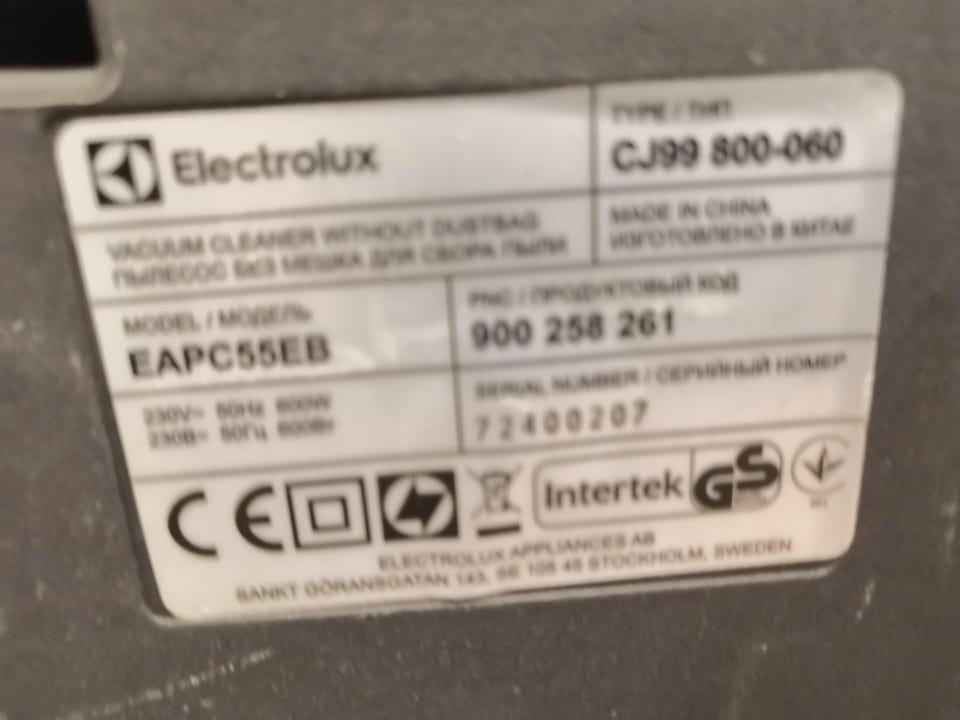 Electrolux
TYPE / ТИП
CJ99 800-060
VACUUM CLEANER WITHOUT DUSTBAG
ПЫЛЕСОС БЕЗ МЕШКА ДЛЯ СБОРА ПЫЛИ
MADE IN CHINA
ИЗГОТОВЛЕНО В КИТАЕ
MODEL / МОДЕЛЬ
EAPC55EB
PNC / ПРОДУКТОВЫЙ КОД
900 258 261
230V~ 50Hz 600W
230В~ 50Гц 600Вт
SERIAL NUMBER / СЕРИЙНЫЙ НОМЕР
72400207
CE
Intertek GS
ELECTROLUX APPLIANCES AB
SANKT GÖRANSGATAN 143, SE 105 45 STOCKHOLM, SWEDEN